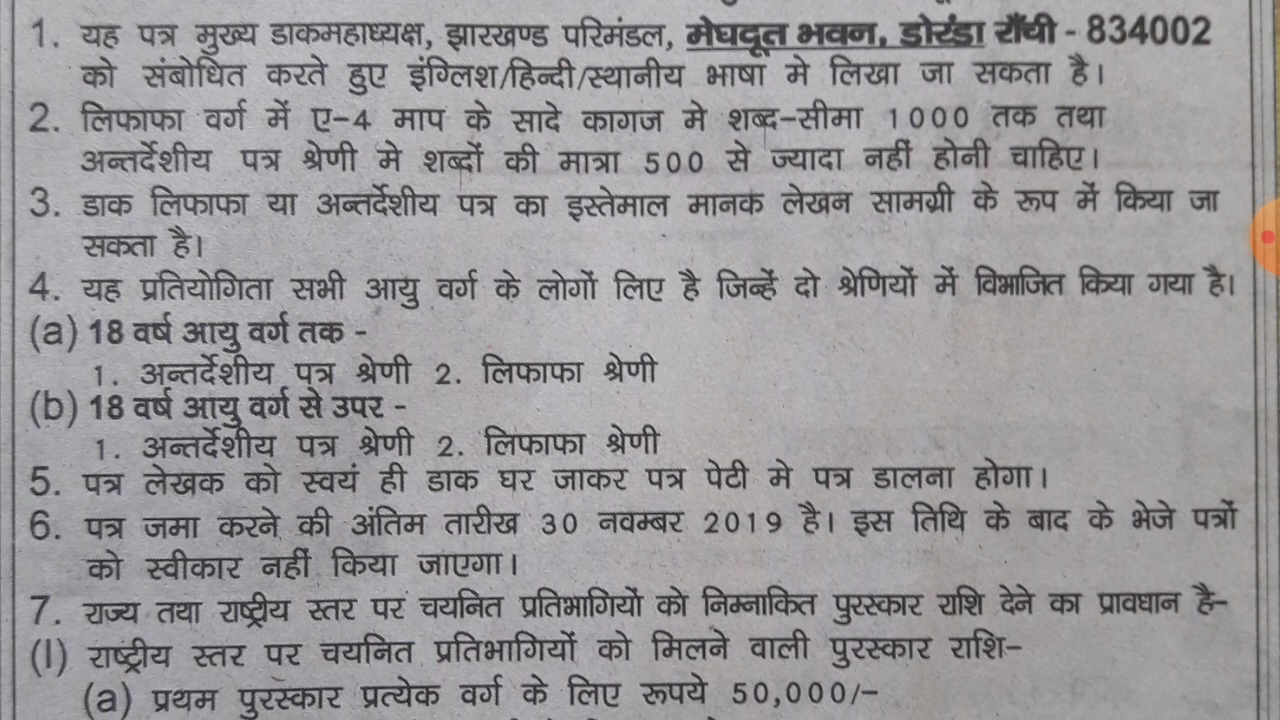 1. यह पत्र मुख्य डाकमहाध्यक्ष, झारखण्ड परिमंडल, मेघदूत भवन, डोरंडा राँची - 834002
को संबोधित करते हुए इंग्लिश/हिन्दी/स्थानीय भाषा मे लिखा जा सकता है।
2. लिफाफा वर्ग में ए-4 माप के सादे कागज मे शब्द-सीमा 1000 तक तथा
अन्तर्देशीय पत्र श्रेणी मे शब्दों की मात्रा 500 से ज्यादा नहीं होनी चाहिए।
3. डाक लिफाफा या अन्तर्देशीय पत्र का इस्तेमाल मानक लेखन सामग्री के रूप में किया जा
सकता है।
4. यह प्रतियोगिता सभी आयु वर्ग के लोगों लिए है जिन्हें दो श्रेणियों में विभाजित किया गया है।
(a) 18 वर्ष आयु वर्ग तक -
1. अन्तर्देशीय पत्र श्रेणी 2. लिफाफा श्रेणी
(b) 18 वर्ष आयु वर्ग से उपर -
1. अन्तर्देशीय पत्र श्रेणी 2. लिफाफा श्रेणी
5. पत्र लेखक को स्वयं ही डाक घर जाकर पत्र पेटी मे पत्र डालना होगा।
6. पत्र जमा करने की अंतिम तारीख 30 नवम्बर 2019 है। इस तिथि के बाद के भेजे पत्रों
को स्वीकार नहीं किया जाएगा।
7. राज्य तथा राष्ट्रीय स्तर पर चयनित प्रतिभागियों को निम्नाकित पुरस्कार राशि देने का प्रावधान है-
(I) राष्ट्रीय स्तर पर चयनित प्रतिभागियों को मिलने वाली पुरस्कार राशि-
(a) प्रथम पुरस्कार प्रत्येक वर्ग के लिए रूपये 50,000/-